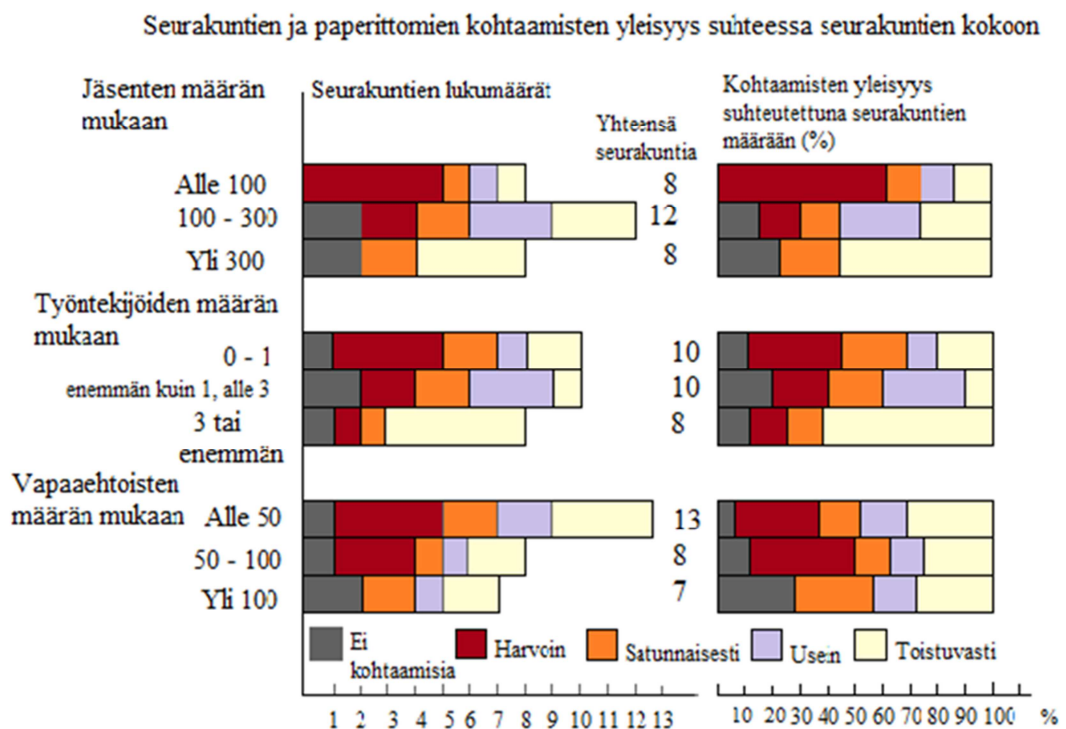 Seurakuntien ja paperittomien kohtaamisten yleisyys suhteessa seurakuntien kokoon
Jäsenten määrän
mukaan
Seurakuntien lukumäärät
Yhteensä
seurakuntia
Kohtaamisten yleisyys
suhteutettuna seurakuntien
määrään (%)
Alle 100
8
100 - 300
12
Yli 300
8
Työntekijöiden määrän
mukaan
0 - 1
10
enemmän kuin 1, alle 3
10
3 tai
enemmän
8
Vapaaehtoisten
määrän mukaan
Alle 50
13
50 - 100
8
Yli 100
7
Ei
kohtaamisia
Harvoin
Satunnaisesti
Usein
Toistuvasti
1 2 3 4 5 6 7 8 9 10 11 12 13
10 20 30 40 50 60 70 80 90 100 %